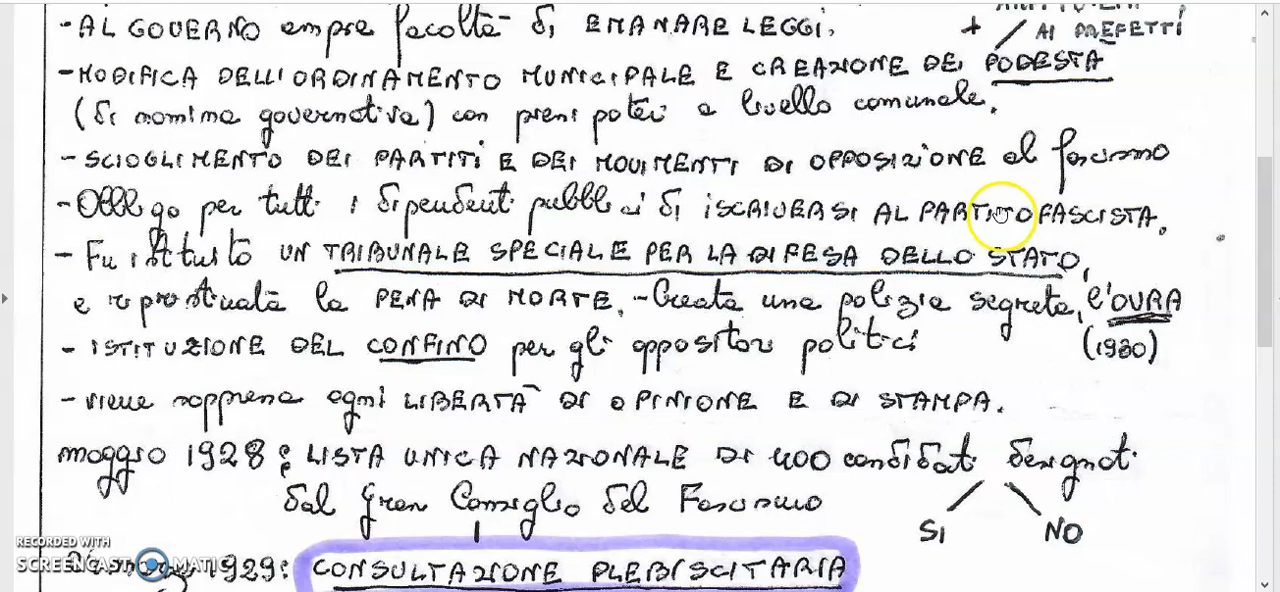 - AL GOVERNO ampre facoltà di EMANARE LEGGI.
+ AI PREFETTI
- MODIFICA DELL'ORDINAMENTO MUNICIPALE E CREAZIONE DEI PODESTÀ
(di nomina governativa) con pieni poteri a livello comunale.
- SCIOGLIMENTO DEI PARTITI E DEI MOVIMENTI DI OPPOSIZIONE al fascismo
- Obbligo per tutti i dipendenti pubblici di ISCRIVERSI AL PARTITO FASCISTA.
- Fu istituito UN TRIBUNALE SPECIALE PER LA DIFESA DELLO STATO,
e ripristinata la PENA DI MORTE. - Creata una polizia segreta, l'OVRA
- ISTITUZIONE DEL CONFINO per gli oppositori politici (1930)
- viene soppressa ogni LIBERTÀ DI OPINIONE E DI STAMPA.
maggio 1928: LISTA UNICA NAZIONALE DI 400 candidati designati
dal Gran Consiglio del Fascismo
SI NO
RECORDED WITH
SCREENCAST MATIC
1929: CONSULTAZIONE PLEBISCITARIA